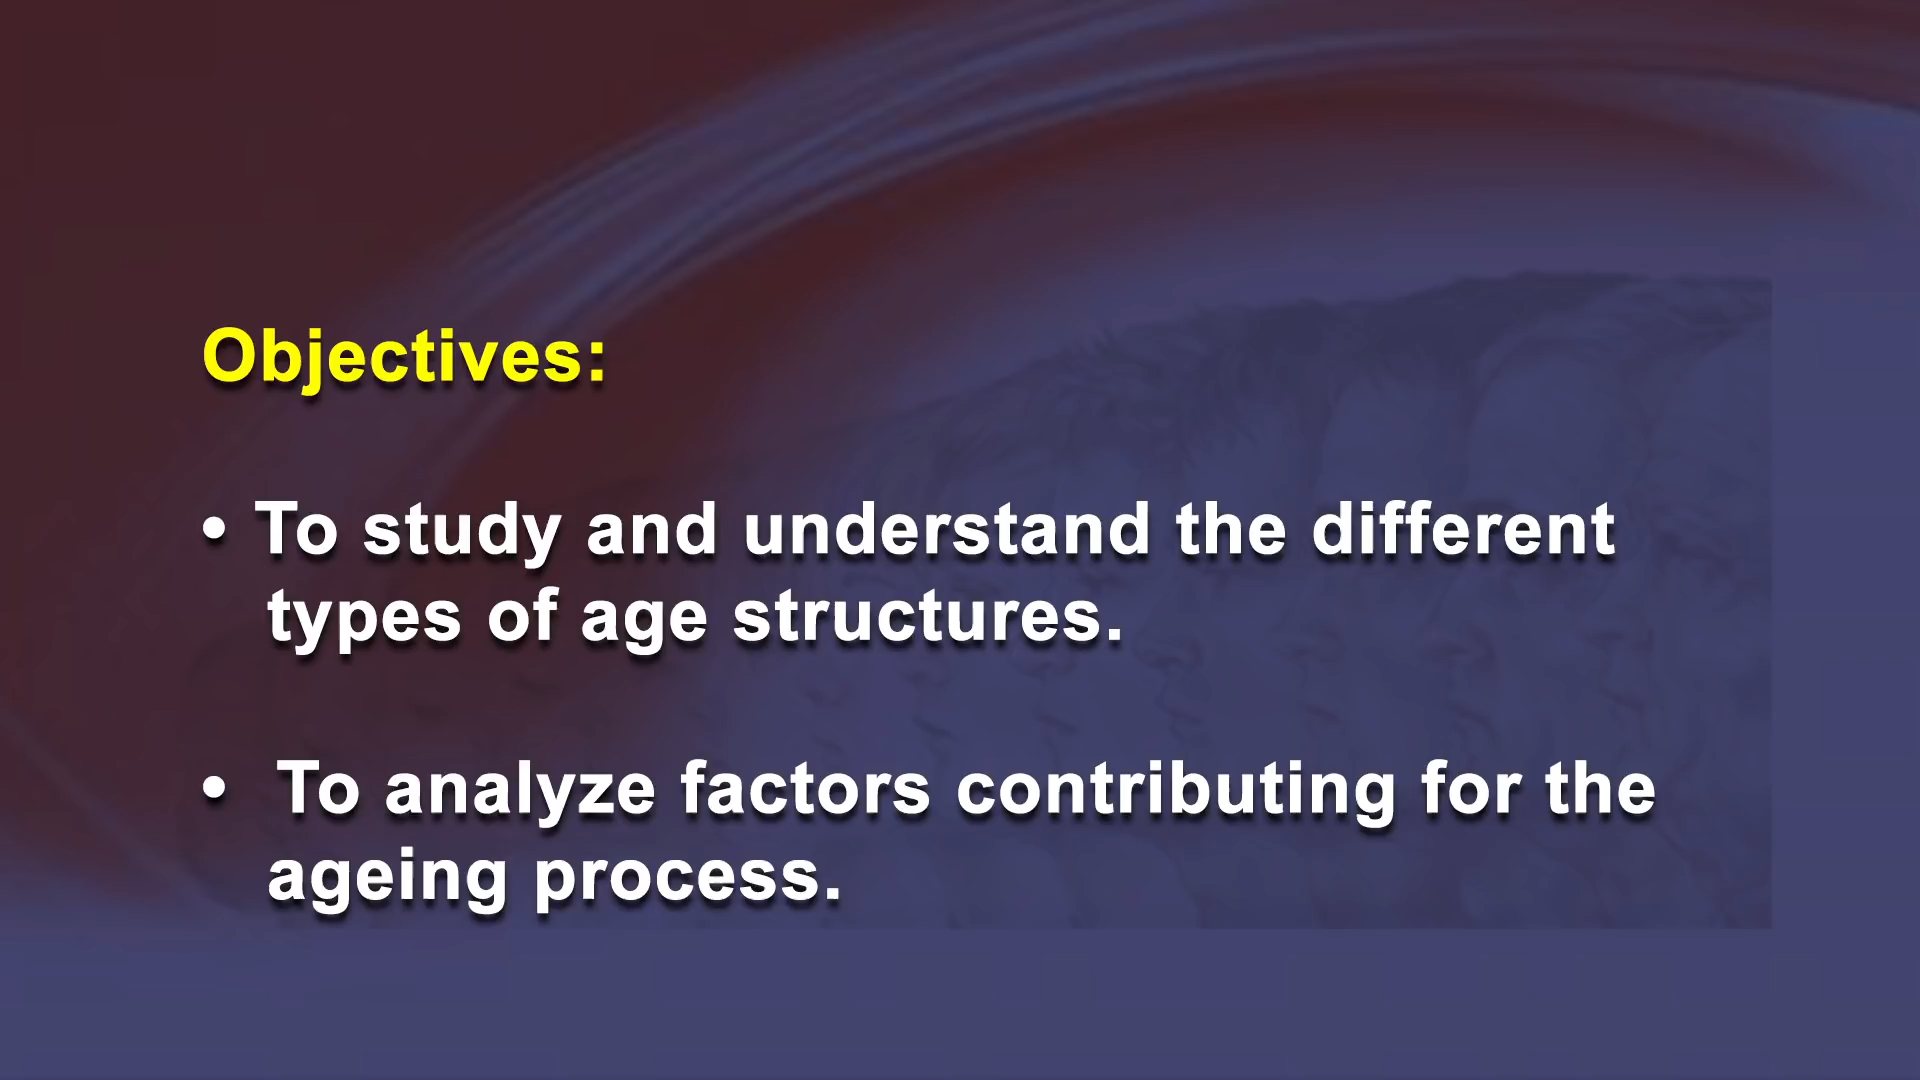 Objectives:
• To study and understand the different
types of age structures.
• To analyze factors contributing for the
ageing process.